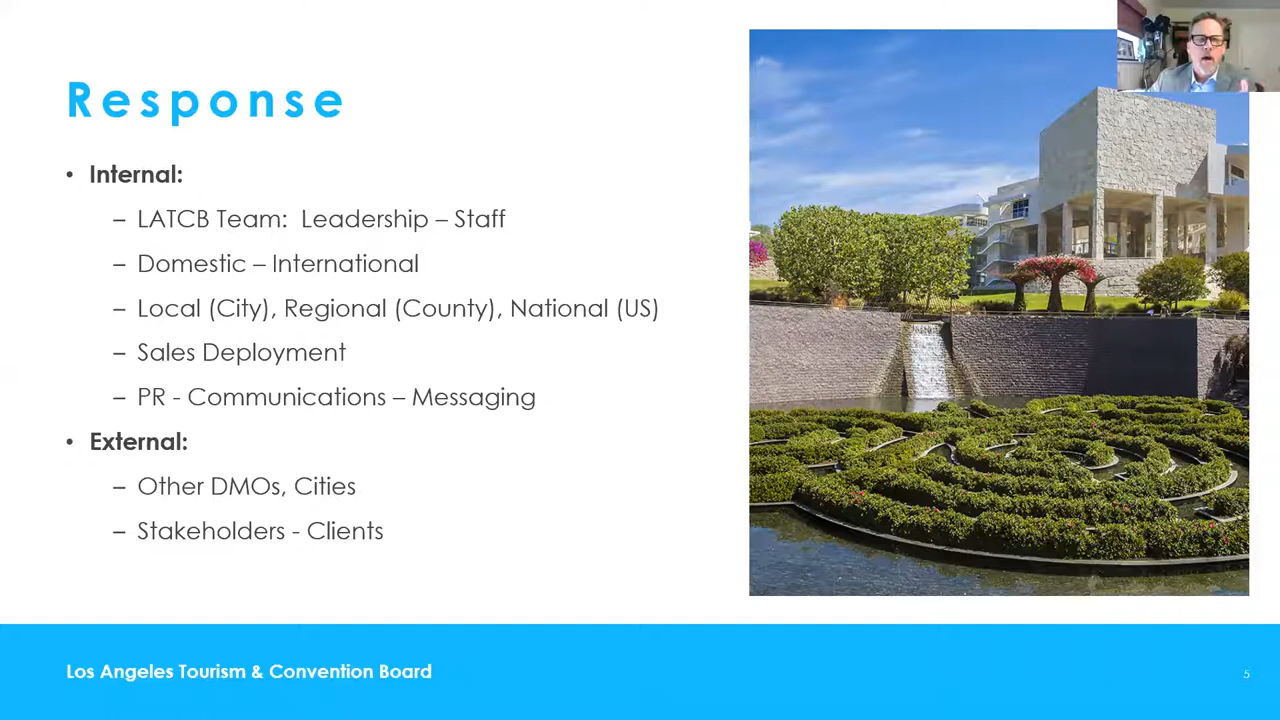 Response
• Internal:
– LATCB Team:  Leadership – Staff
– Domestic – International
– Local (City), Regional (County), National (US)
– Sales Deployment
– PR - Communications – Messaging
• External:
– Other DMOs, Cities
– Stakeholders - Clients
Los Angeles Tourism & Convention Board
5